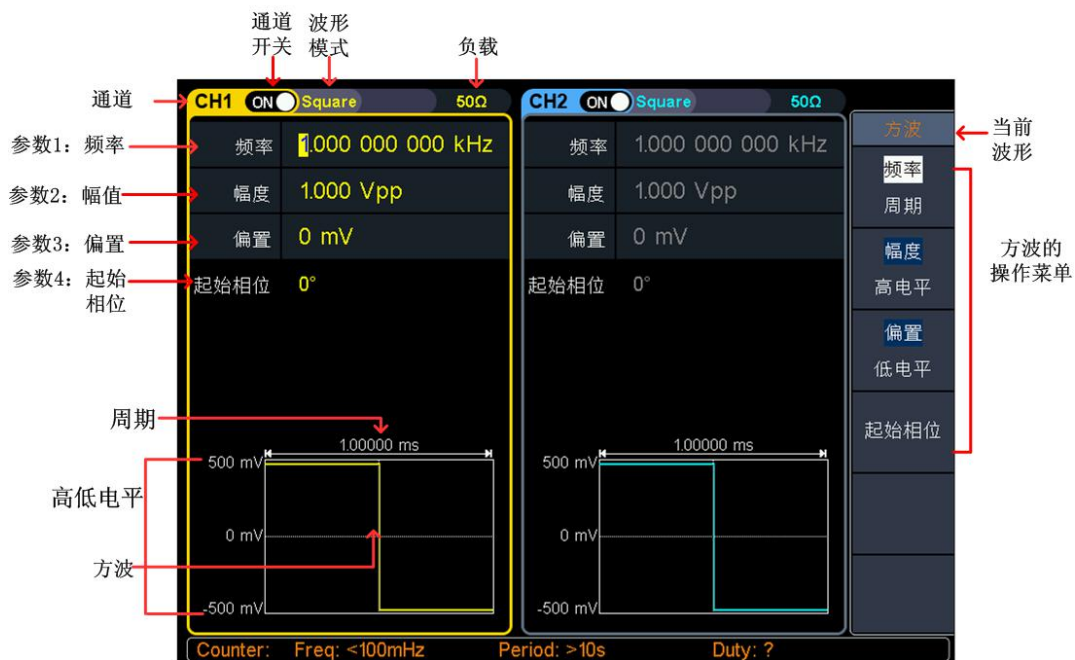 通道 波形
开关 模式
负载
通道
CH1 ON Square 50Ω
CH2 ON Square 50Ω
方波
当前
波形
参数1：频率
频率 1.000 000 000 kHz
频率 1.000 000 000 kHz
频率
周期
参数2：幅值
幅度 1.000 Vpp
幅度 1.000 Vpp
参数3：偏置
偏置 0 mV
偏置 0 mV
幅度
高电平
方波的
操作菜单
参数4：起始
相位
起始相位 0°
起始相位 0°
偏置
低电平
起始相位
周期
1.00000 ms
1.00000 ms
500 mV
500 mV
高低电平
0 mV
0 mV
方波
-500 mV
-500 mV
Counter: Freq: <100mHz Period: >10s Duty: ?